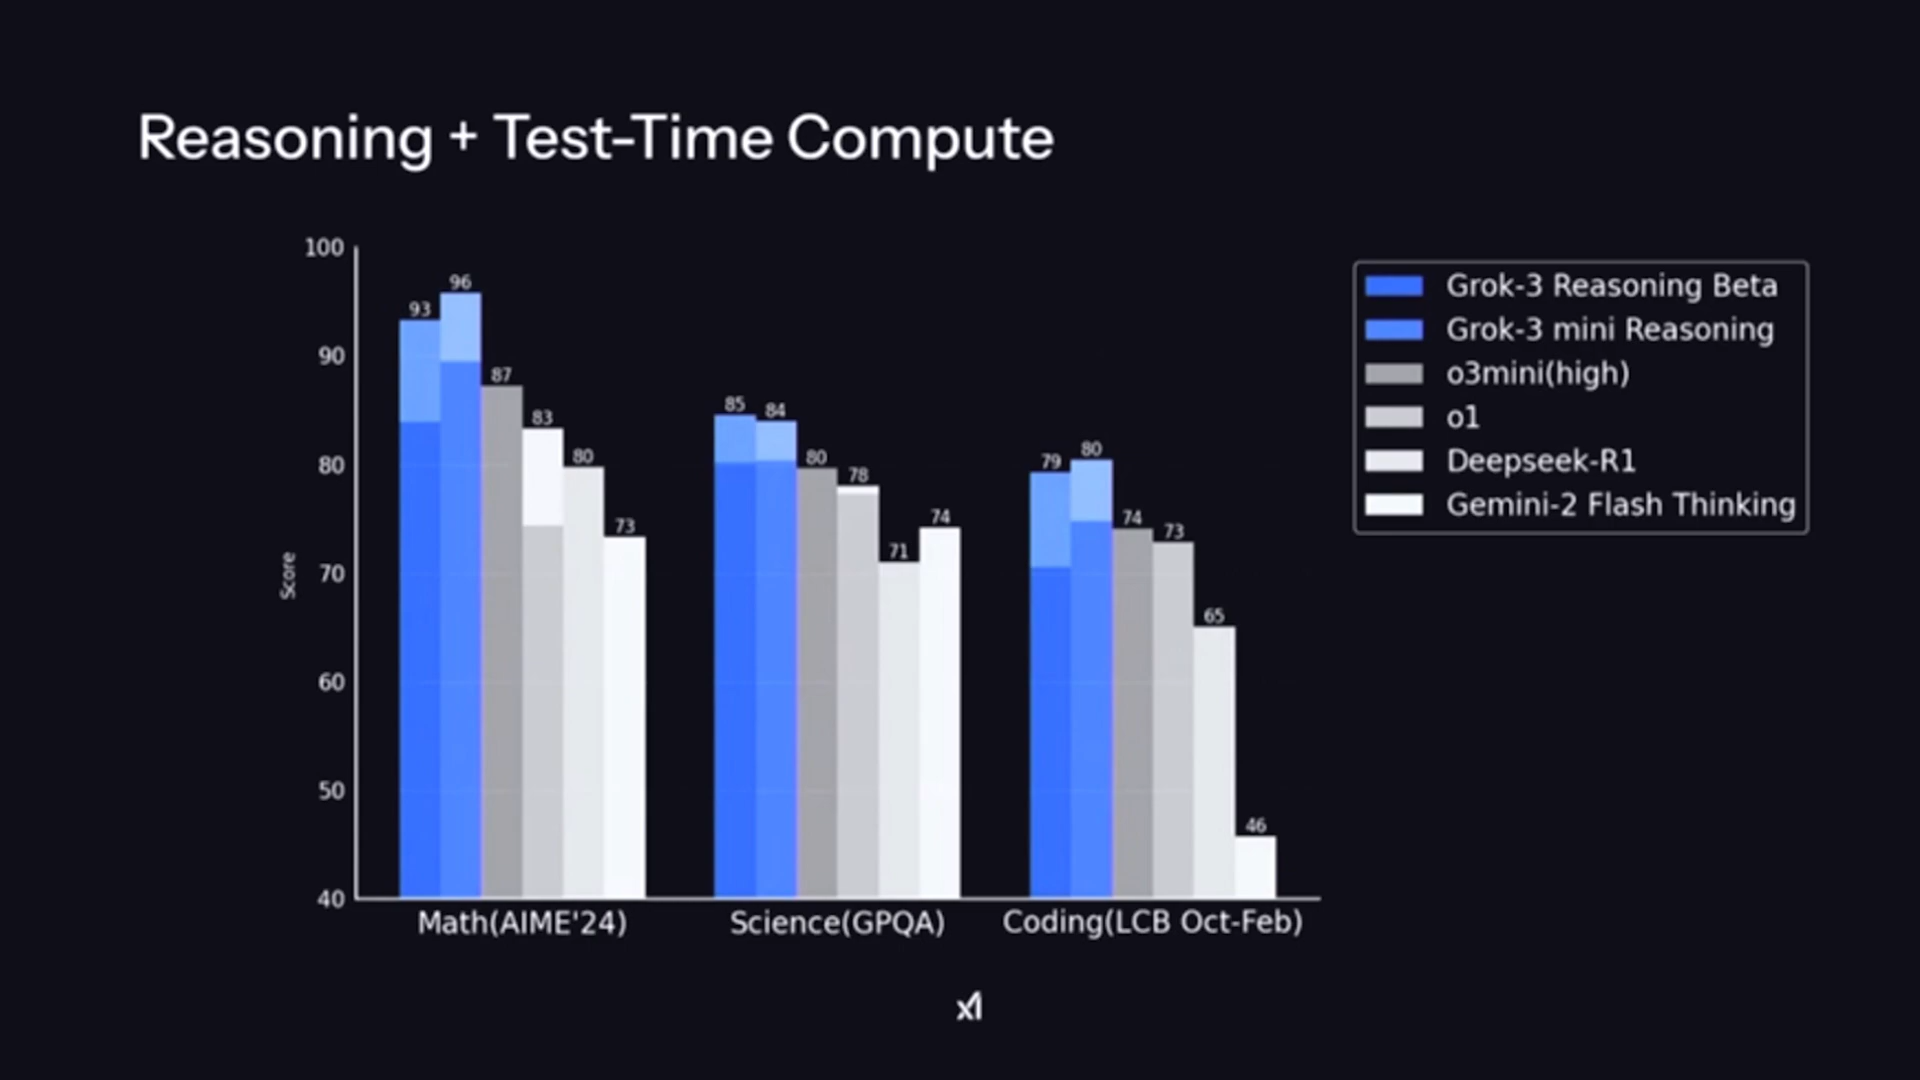 Reasoning + Test-Time Compute
100
90
80
70
60
50
40
Score
93
96
87
83
80
73
85
84
80
78
71
74
79
80
74
73
65
46
Math(AIME'24)
Science(GPQA)
Coding(LCB Oct-Feb)
Grok-3 Reasoning Beta
Grok-3 mini Reasoning
o3mini(high)
o1
Deepseek-R1
Gemini-2 Flash Thinking
xI